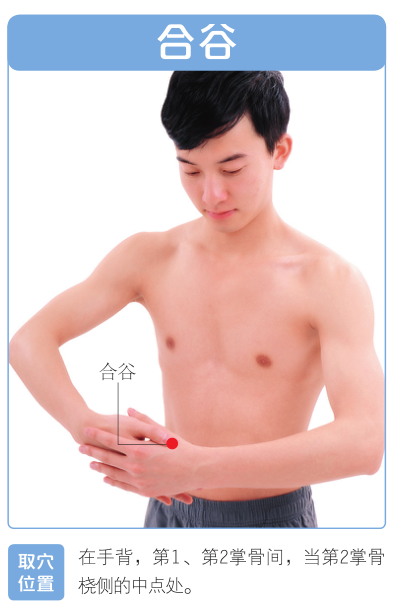 合谷
合谷
取穴
位置
在手背，第1、第2掌骨间，当第2掌骨
桡侧的中点处。